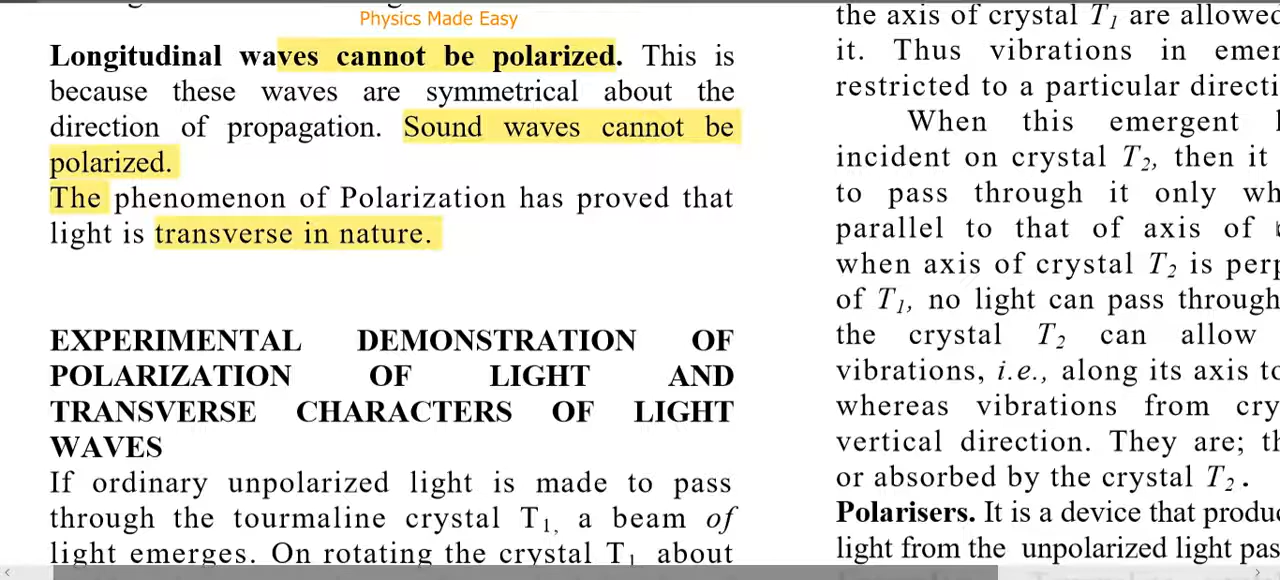 Physics Made Easy
Longitudinal waves cannot be polarized. This is
because these waves are symmetrical about the
direction of propagation. Sound waves cannot be
polarized.
The phenomenon of Polarization has proved that
light is transverse in nature.
EXPERIMENTAL DEMONSTRATION OF
POLARIZATION OF LIGHT AND
TRANSVERSE CHARACTERS OF LIGHT
WAVES
If ordinary unpolarized light is made to pass
through the tourmaline crystal T₁, a beam of
light emerges. On rotating the crystal T₁ about
the axis of crystal T₁ are allowed
it. Thus vibrations in emer
restricted to a particular directi
When this emergent
incident on crystal T₂, then it
to pass through it only wh
parallel to that of axis of
when axis of crystal T₂ is perp
of T₁, no light can pass through
the crystal T₂ can allow
vibrations, i.e., along its axis to
whereas vibrations from cry
vertical direction. They are; th
or absorbed by the crystal T₂.
Polarisers. It is a device that produc
light from the unpolarized light pas